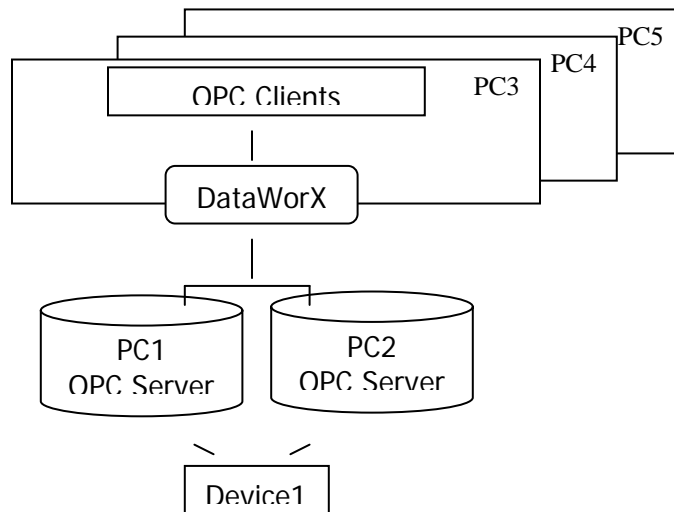 PC5
PC4
PC3
OPC Clients
DataWorX
PC1
OPC Server
PC2
OPC Server
Device1